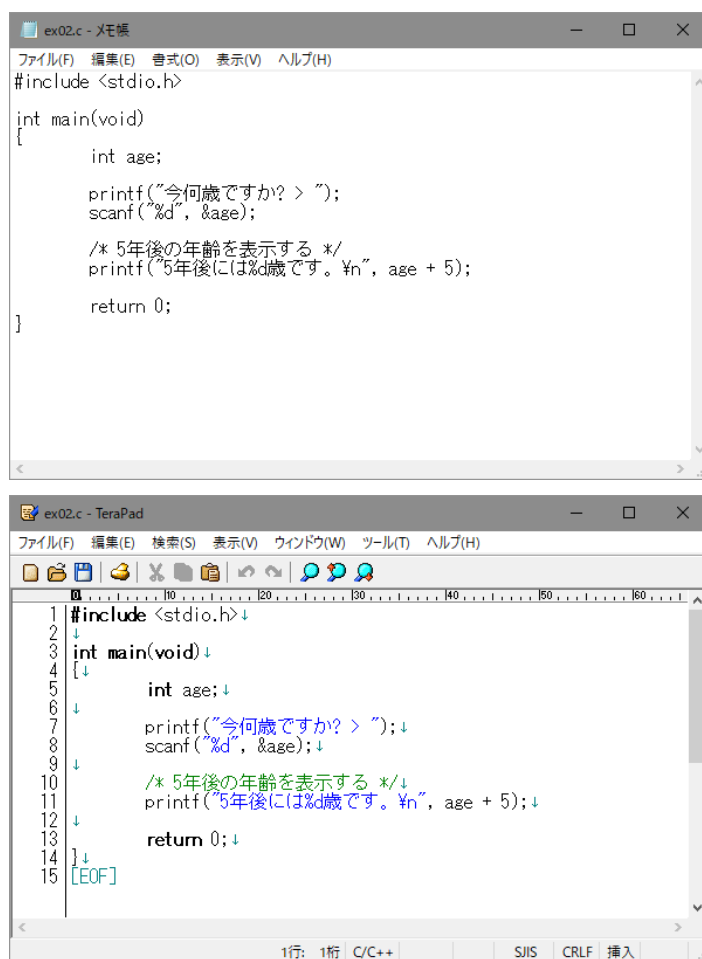 ex02.c - メモ帳
ファイル(F) 編集(E) 書式(O) 表示(V) ヘルプ(H)
#include <stdio.h>
int main(void)
{
int age;
printf("今何歳ですか? > ");
scanf("%d", &age);
/* 5年後の年齢を表示する */
printf("5年後には%d歳です。¥n", age + 5);
return 0;
}
ex02.c - TeraPad
ファイル(F) 編集(E) 検索(S) 表示(V) ウィンドウ(W) ツール(T) ヘルプ(H)
0 10 20 30 40 50 60
1 #include <stdio.h>↓
2 ↓
3 int main(void)↓
4 {↓
5 int age;↓
6 ↓
7 printf("今何歳ですか? > ");↓
8 scanf("%d", &age);↓
9 ↓
10 /* 5年後の年齢を表示する */↓
11 printf("5年後には%d歳です。¥n", age + 5);↓
12 ↓
13 return 0;↓
14 }↓
15 [EOF]
1行: 1桁 C/C++ SJIS CRLF 挿入